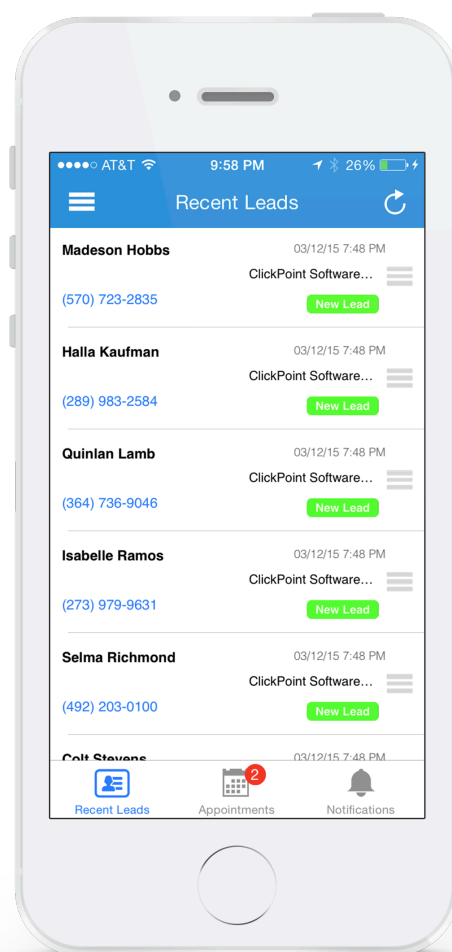 AT&T 9:58 PM 26%
Recent Leads
Madeson Hobbs 03/12/15 7:48 PM
ClickPoint Software...
(570) 723-2835 New Lead
Halla Kaufman 03/12/15 7:48 PM
ClickPoint Software...
(289) 983-2584 New Lead
Quinlan Lamb 03/12/15 7:48 PM
ClickPoint Software...
(364) 736-9046 New Lead
Isabelle Ramos 03/12/15 7:48 PM
ClickPoint Software...
(273) 979-9631 New Lead
Selma Richmond 03/12/15 7:48 PM
ClickPoint Software...
(492) 203-0100 New Lead
Colt Stevens 03/12/15 7:48 PM
2
Recent Leads Appointments Notifications